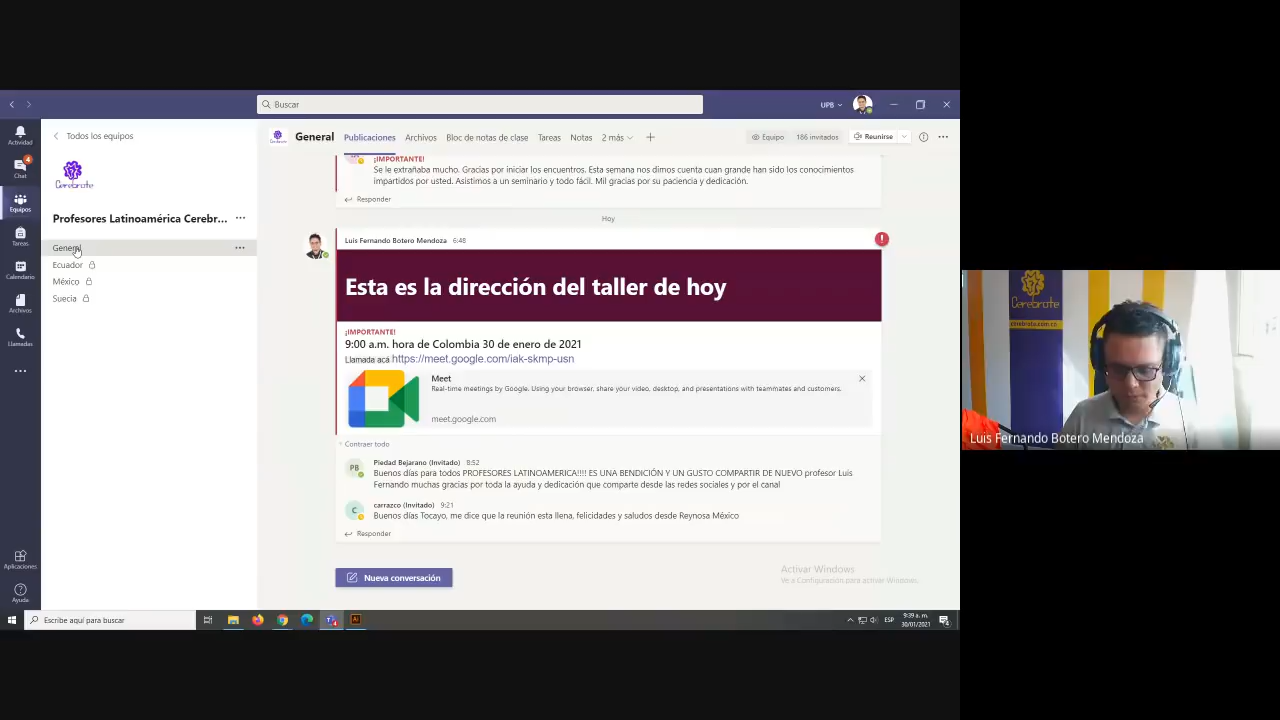 Buscar
UPB
Actividad
Chat
4
Equipos
Tareas
Calendario
Archivos
Llamadas
Aplicaciones
Ayuda
Todos los equipos
Cerebrote
Profesores Latinoamérica Cerebr...
General
Ecuador
México
Suecia
General
Publicaciones
Archivos
Bloc de notas de clase
Tareas
Notas
2 más
Equipo
186 invitados
Reunirse
¡IMPORTANTE!
Se le extrañaba mucho. Gracias por iniciar los encuentros. Esta semana nos dimos cuenta cuan grande han sido los conocimientos
impartidos por usted. Asistimos a un seminario y todo fácil. Mil gracias por su paciencia y dedicación.
Responder
Hoy
Luis Fernando Botero Mendoza 6:48
Esta es la dirección del taller de hoy
¡IMPORTANTE!
9:00 a.m. hora de Colombia 30 de enero de 2021
Llamada acá https://meet.google.com/iak-skmp-usn
Meet
Real-time meetings by Google. Using your browser, share your video, desktop, and presentations with teammates and customers.
meet.google.com
Contraer todo
PB
Piedad Bejarano (Invitado) 8:52
Buenos días para todos PROFESORES LATINOAMERICA!!!! ES UNA BENDICIÓN Y UN GUSTO COMPARTIR DE NUEVO profesor Luis
Fernando muchas gracias por toda la ayuda y dedicación que comparte desde las redes sociales y por el canal
C
carrazco (Invitado) 9:21
Buenos días Tocayo, me dice que la reunión esta llena, felicidades y saludos desde Reynosa México
Responder
Nueva conversación
Activar Windows
Ve a Configuración para activar Windows.
Escribe aquí para buscar
ESP
9:39 a. m.
30/01/2021
Cerebrote
cerebrote.com.co
Luis Fernando Botero Mendoza